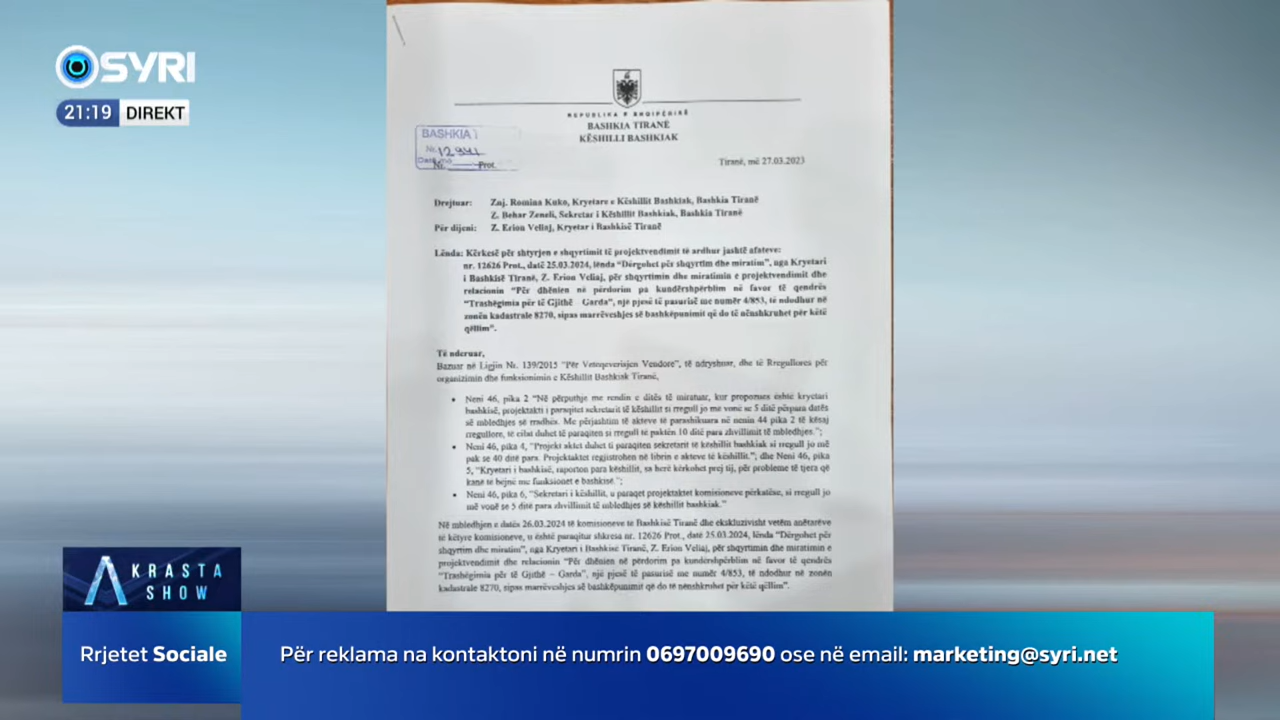 SYRI
21:19 DIREKT
REPUBLIKA E SHQIPËRISË
BASHKIA TIRANË
KËSHILLI BASHKIAK
BASHKIA
Nr.
Nr. Prot.
Tiranë, më 27.03.2023
Drejtuar: Znj. Romina Kuko, Kryetare e Këshillit Bashkiak, Bashkia Tiranë
Z. Behar Zeneli, Sekretar i Këshillit Bashkiak, Bashkia Tiranë
Për dijeni: Z. Erion Veliaj, Kryetar i Bashkisë Tiranë
Lënda: Kërkesë për shtyrjen e shqyrtimit të projektvendimit të ardhur jashtë afateve:
nr. 12626 Prot., datë 25.03.2024, lënda "Dërgohet për shqyrtim dhe miratim", nga Kryetari
i Bashkisë Tiranë, Z. Erion Veliaj, për shqyrtimin dhe miratimin e projektvendimit dhe
relacionin "Për dhënien në përdorim pa kundërshpërblim në favor të qendrës
"Trashëgimia për të Gjithë Garda", një pjesë të pasurisë me numër 4/853, të ndodhur në
zonën kadastrale 8270, sipas marrëveshjes së bashkëpunimit që do të nënshkruhet për këtë
qëllim".
Të nderuar,
Bazuar në Ligjin Nr. 139/2015 "Për Vetëqeverisjen Vendore", të ndryshuar, dhe të Rregullores për
organizimin dhe funksionimin e Këshillit Bashkiak Tiranë,
• Neni 46, pika 2 "Në përputhje me rendin e ditës të miratuar, kur propozues është kryetari
bashkisë, projektakti i paraqitet sekretarit të këshillit si rregull jo më vonë se 5 ditë përpara datës
së mbledhjes së rradhës. Me përjashtim të akteve të parashikuara në nenin 44 pika 2 të kësaj
rregullore, të cilat duhet të paraqiten si rregull të paktën 10 ditë para zhvillimit të mbledhjes.";
• Neni 46, pika 4, "Projekt aktet duhet ti paraqiten sekretarit të këshillit bashkiak si rregull jo më
pak se 40 ditë para. Projektaktet regjistrohen në librin e akteve të këshillit."; dhe Neni 46, pika
5, "Kryetari i bashkisë, raporton para këshillit, sa herë kërkohet prej tij, për probleme të tjera që
kanë të bëjnë me funksionet e bashkisë.";
• Neni 46, pika 6, "Sekretari i këshillit, u paraqet projektaktet komisioneve përkatëse, si rregull jo
më vonë se 5 ditë para zhvillimit të mbledhjes së këshillit bashkiak."
Në mbledhjen e datës 26.03.2024 të komisioneve të Bashkisë Tiranë dhe ekskluzivisht vetëm anëtarëve
të këtyre komisioneve, u është paraqitur shkresa nr. 12626 Prot., datë 25.03.2024, lënda "Dërgohet për
shqyrtim dhe miratim", nga Kryetari i Bashkisë Tiranë, Z. Erion Veliaj, për shqyrtimin dhe miratimin e
projektvendimit dhe relacionin "Për dhënien në përdorim pa kundërshpërblim në favor të qendrës
"Trashëgimia për të Gjithë – Garda", një pjesë të pasurisë me numër 4/853, të ndodhur në zonën
kadastrale 8270, sipas marrëveshjes së bashkëpunimit që do të nënshkruhet për këtë qëllim".
A KRASTA
SHOW
Rrjetet Sociale
Për reklama na kontaktoni në numrin 0697009690 ose në email: marketing@syri.net